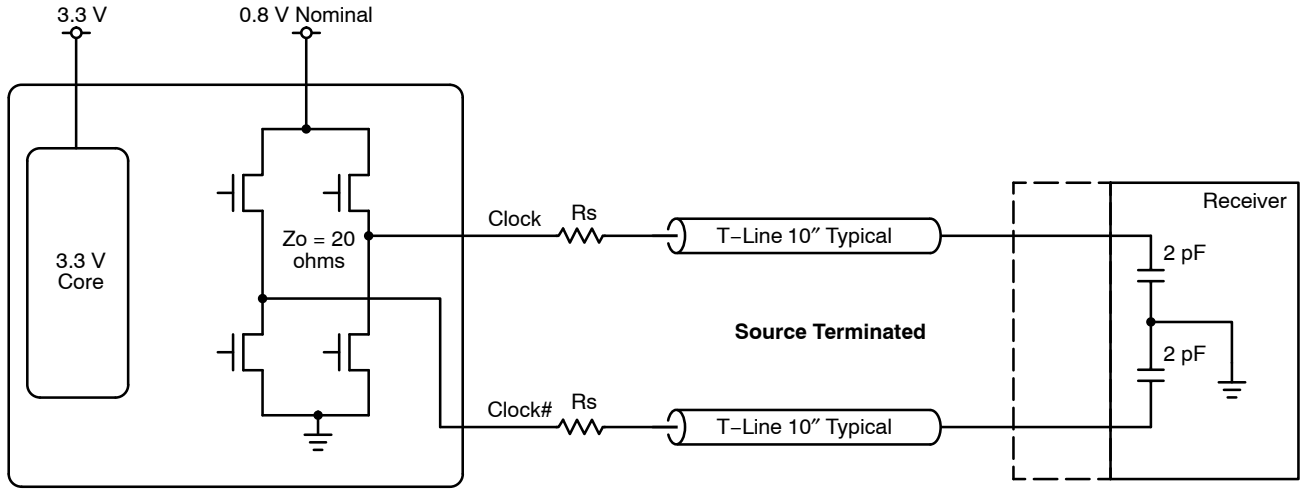 3.3 V
0.8 V Nominal
3.3 V
Core
Zo = 20
ohms
Clock
Rs
T−Line 10″ Typical
Receiver
2 pF
Source Terminated
2 pF
Clock#
Rs
T−Line 10″ Typical